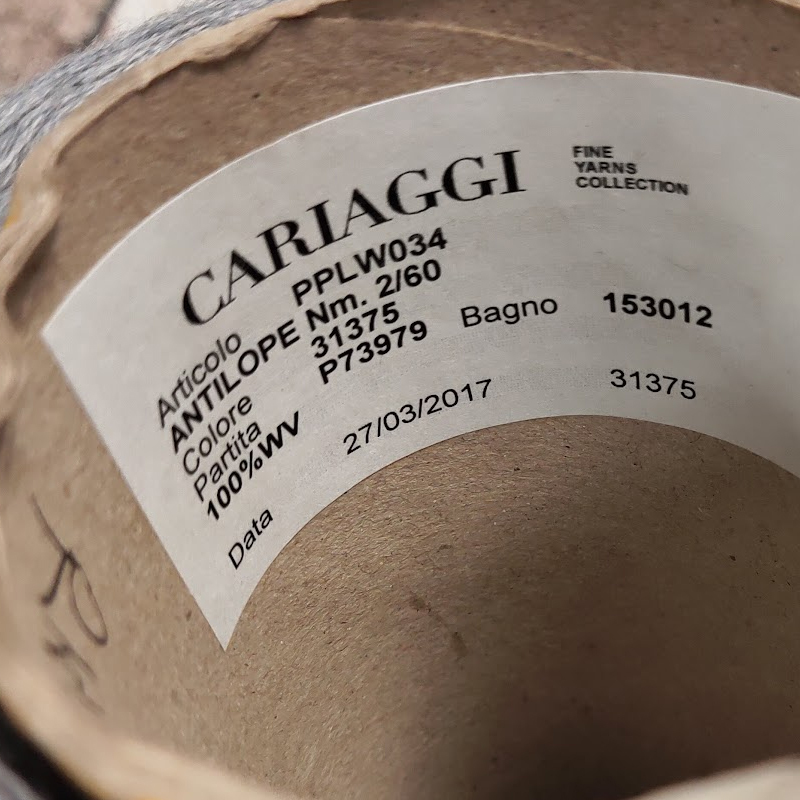 CARIAGGI
FINE
YARNS
COLLECTION
Articolo PPLW034
ANTILOPE Nm. 2/60
Colore 31375
Partita P73979 Bagno 153012
100%WV
Data 27/03/2017 31375